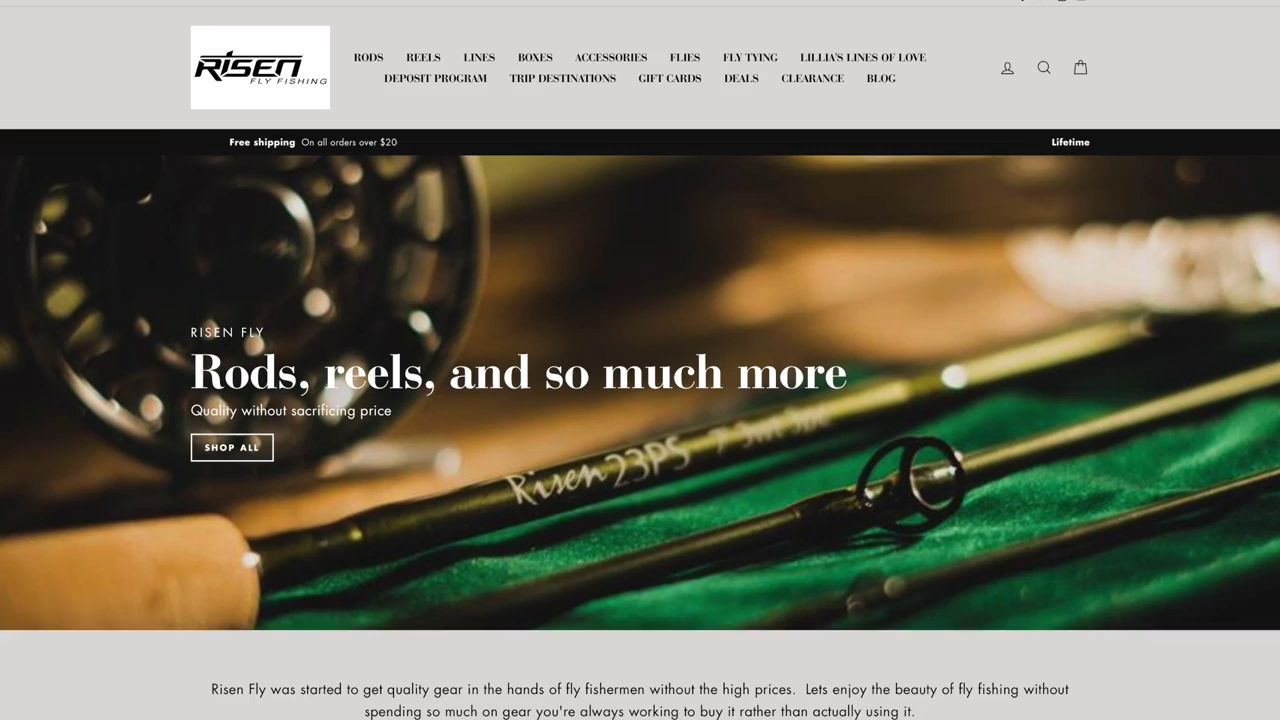 RISEN
FLY FISHING
RODS REELS LINES BOXES ACCESSORIES FLIES FLY TYING LILLIA'S LINES OF LOVE
DEPOSIT PROGRAM TRIP DESTINATIONS GIFT CARDS DEALS CLEARANCE BLOG
Free shipping On all orders over $20
Lifetime
RISEN FLY
Rods, reels, and so much more
Quality without sacrificing price
SHOP ALL
Risen 23PS
Risen Fly was started to get quality gear in the hands of fly fishermen without the high prices. Lets enjoy the beauty of fly fishing without
spending so much on gear you're always working to buy it rather than actually using it.